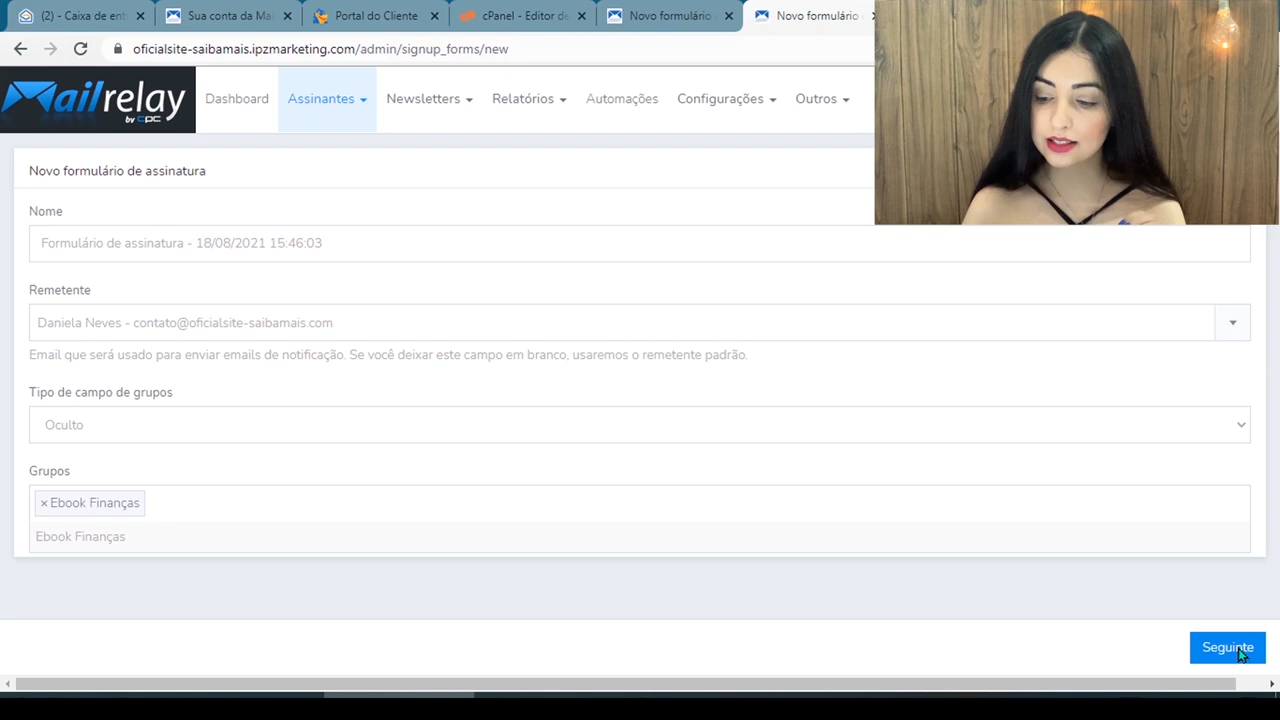 (2) - Caixa de ent
Sua conta da Mai
Portal do Cliente
cPanel - Editor de
Novo formulário
Novo formulário
oficialsite-saibamais.ipzmarketing.com/admin/signup_forms/new
Mailrelay
by CPC
Dashboard
Assinantes
Newsletters
Relatórios
Automações
Configurações
Outros
Novo formulário de assinatura
Nome
Formulário de assinatura - 18/08/2021 15:46:03
Remetente
Daniela Neves - contato@oficialsite-saibamais.com
Email que será usado para enviar emails de notificação. Se você deixar este campo em branco, usaremos o remetente padrão.
Tipo de campo de grupos
Oculto
Grupos
× Ebook Finanças
Ebook Finanças
Seguinte